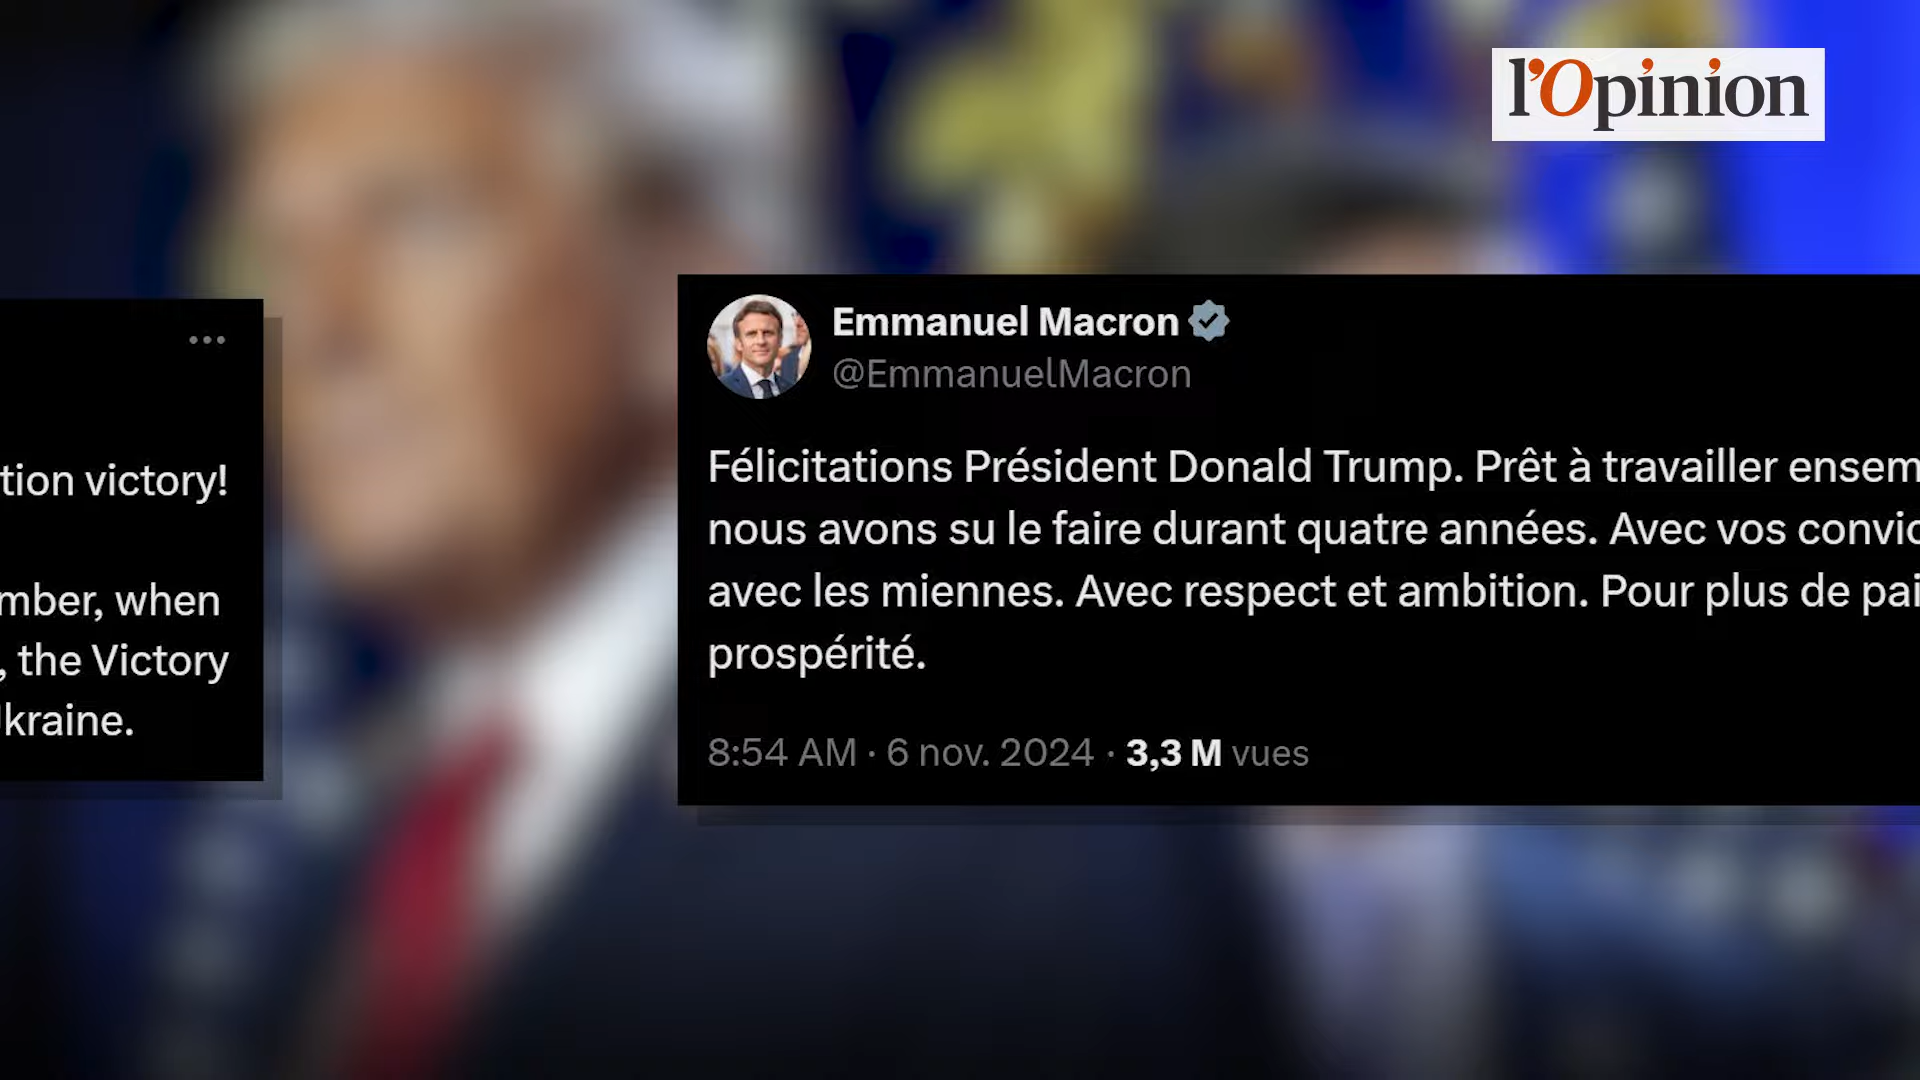 l'Opinion
...tion victory!
...mber, when
, the Victory
kraine.
Emmanuel Macron
@EmmanuelMacron
Félicitations Président Donald Trump. Prêt à travailler ensem
nous avons su le faire durant quatre années. Avec vos convic
avec les miennes. Avec respect et ambition. Pour plus de pai
prospérité.
8:54 AM · 6 nov. 2024 · 3,3 M vues